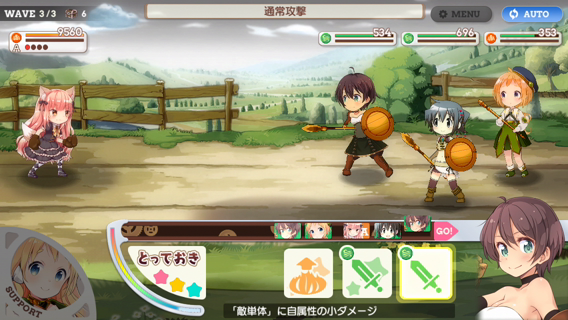 WAVE 3/3 6
通常攻撃
MENU
AUTO
9560
A
534
696
353
GO!
とっておき
SUPPORT
「敵単体」に自属性の小ダメージ